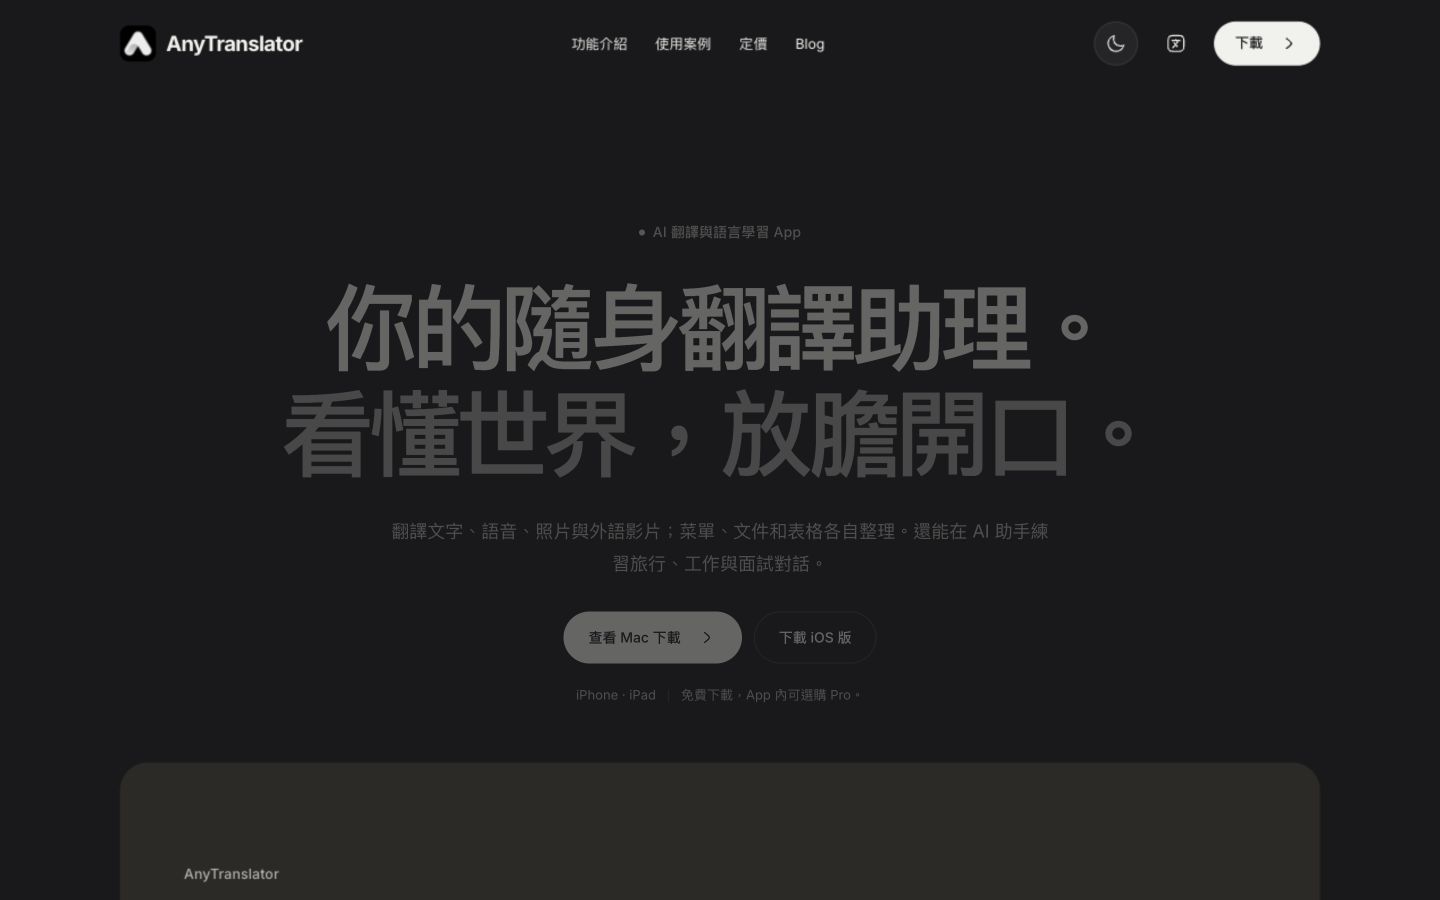 AnyTranslator
功能介紹 使用案例 定價 Blog
下載
AI 翻譯與語言學習 App
你的隨身翻譯助理。
看懂世界，放膽開口。
翻譯文字、語音、照片與外語影片；菜單、文件和表格各自整理。還能在 AI 助手練
習旅行、工作與面試對話。
查看 Mac 下載
下載 iOS 版
iPhone · iPad | 免費下載，App 內可選購 Pro。
AnyTranslator